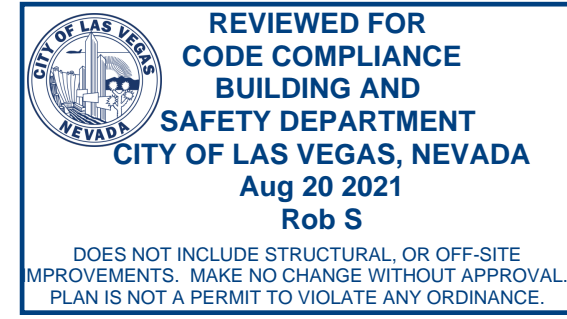 CITY OF LAS VEGAS
NEVADA
REVIEWED FOR
CODE COMPLIANCE
BUILDING AND
SAFETY DEPARTMENT
CITY OF LAS VEGAS, NEVADA
Aug 20 2021
Rob S
DOES NOT INCLUDE STRUCTURAL, OR OFF-SITE
IMPROVEMENTS. MAKE NO CHANGE WITHOUT APPROVAL.
PLAN IS NOT A PERMIT TO VIOLATE ANY ORDINANCE.